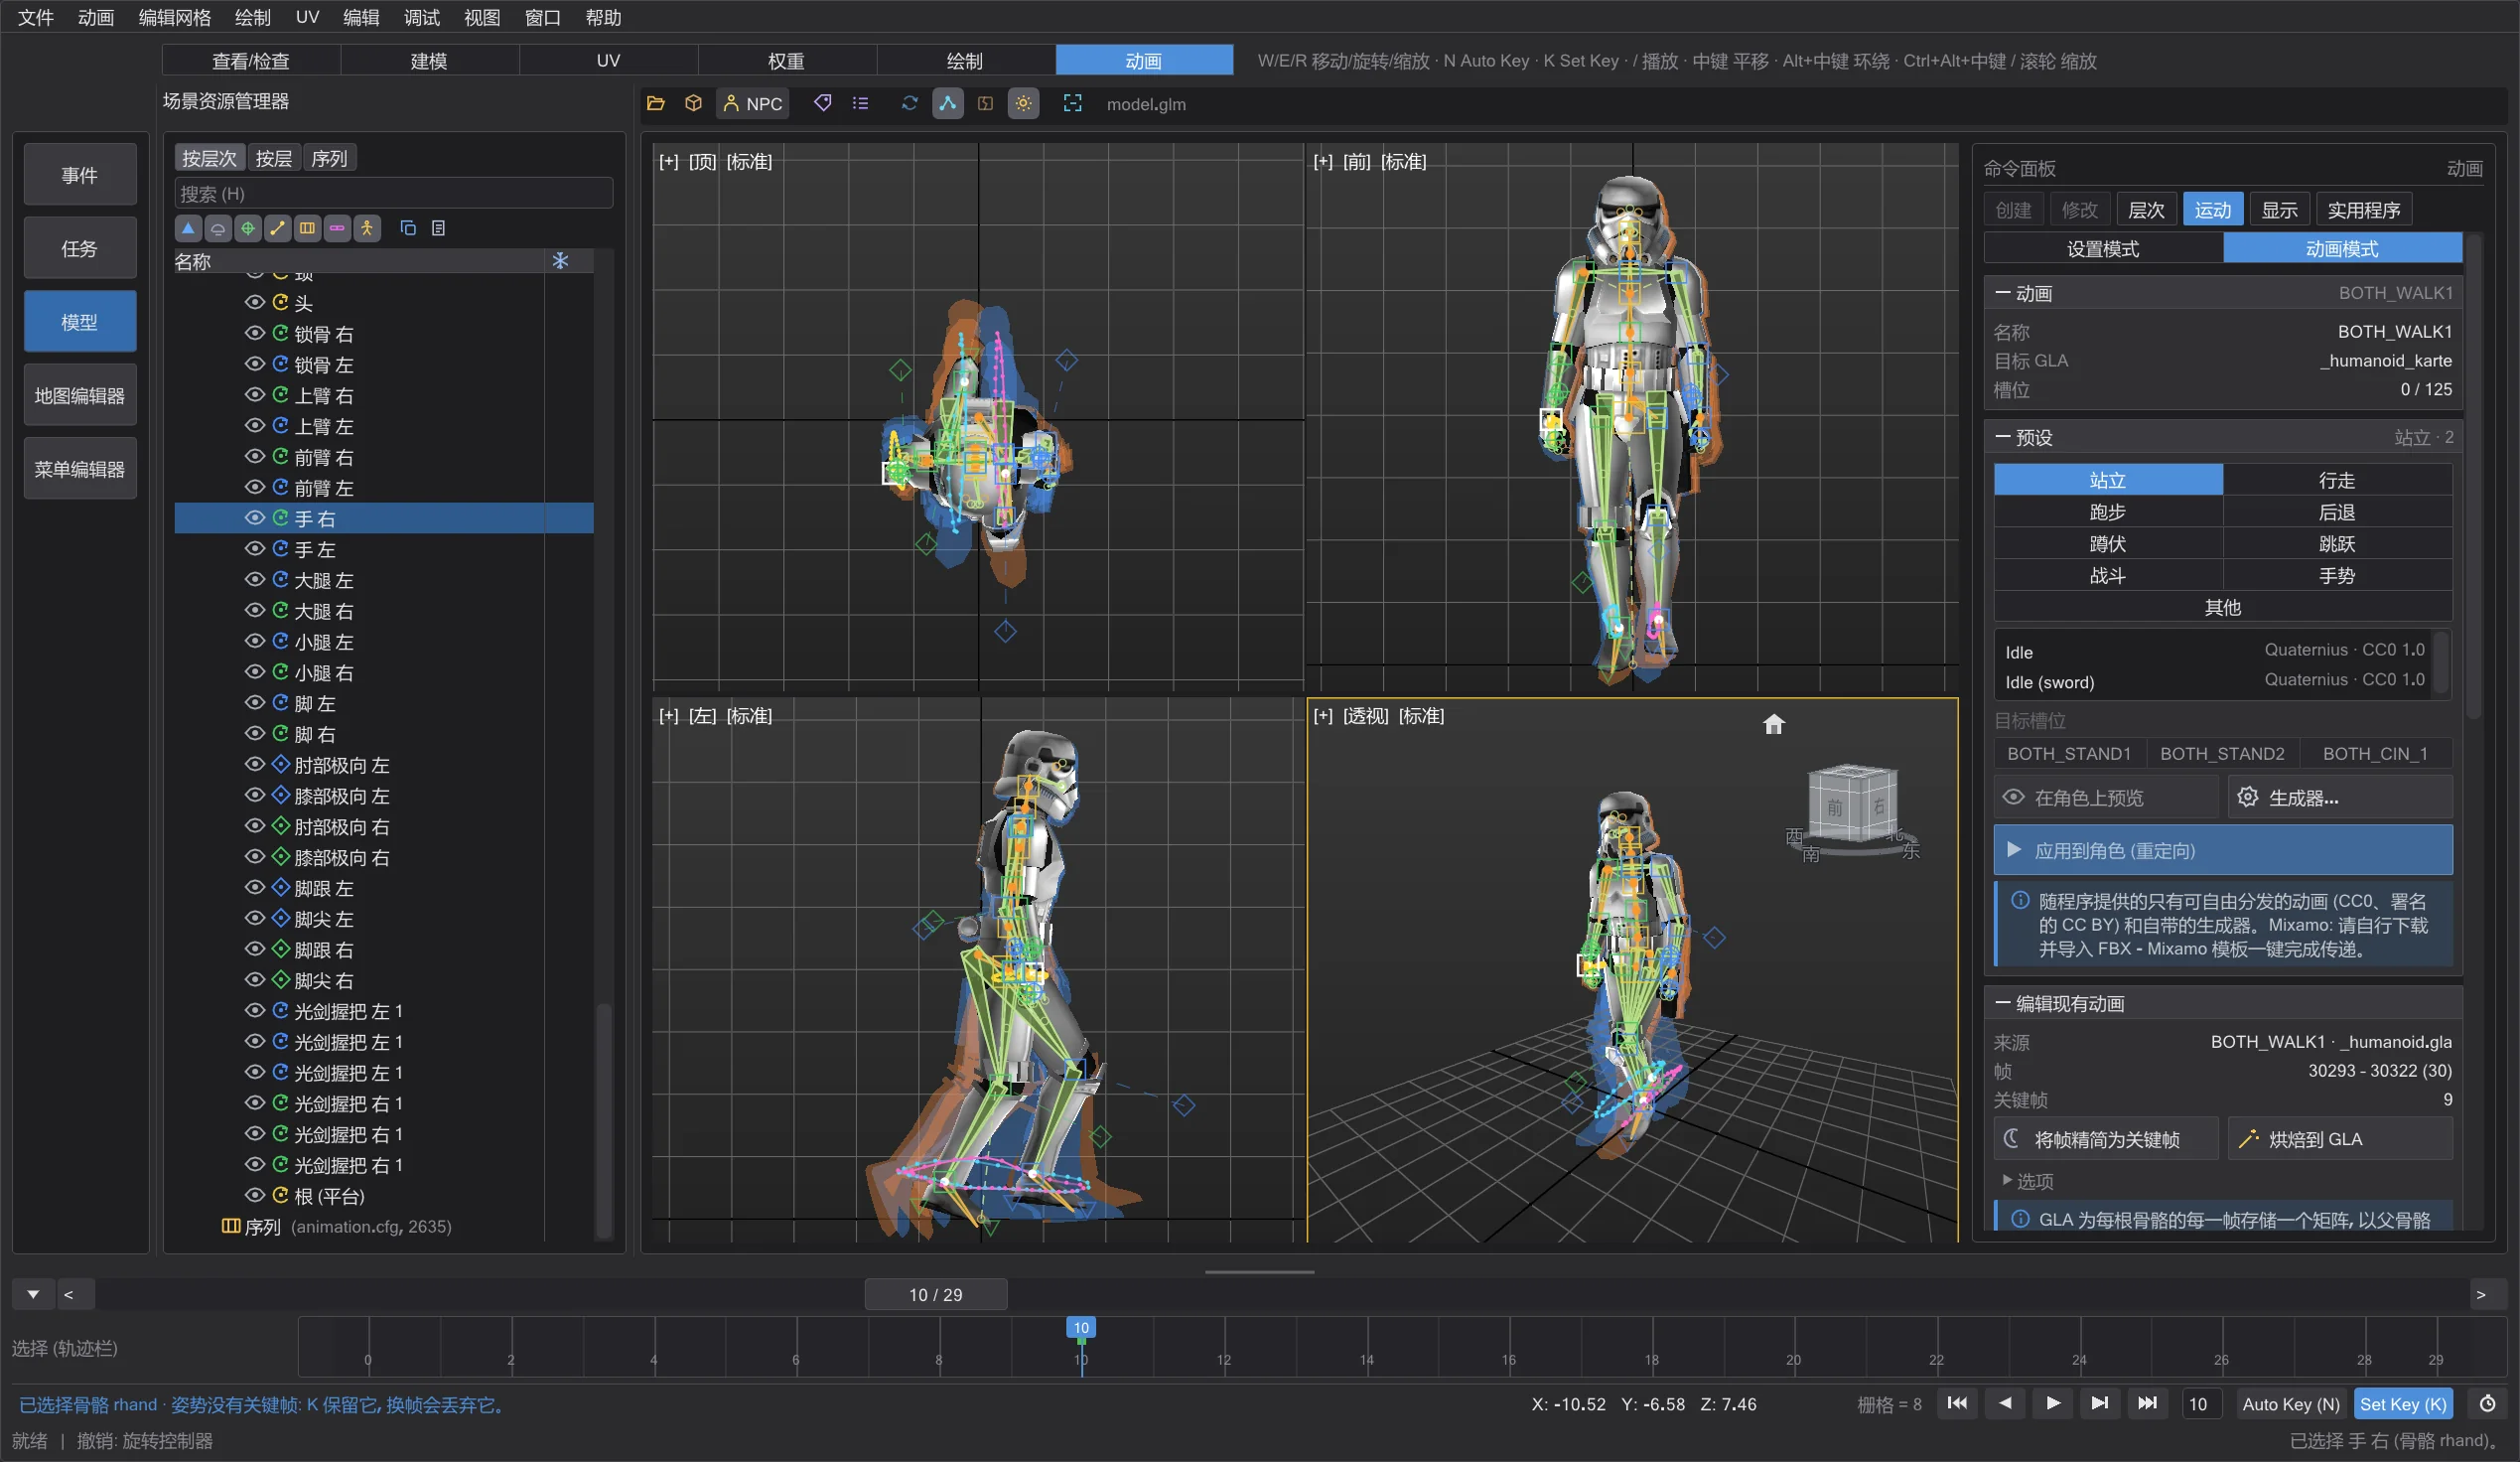 文件 动画 编辑网格 绘制 UV 编辑 调试 视图 窗口 帮助
查看/检查 建模 UV 权重 绘制 动画 W/E/R 移动/旋转/缩放 · N Auto Key · K Set Key · / 播放 · 中键 平移 · Alt+中键 环绕 · Ctrl+Alt+中键 / 滚轮 缩放
场景资源管理器
NPC model.glm
事件
任务
模型
地图编辑器
菜单编辑器
按层次 按层 序列
搜索 (H)
名称
颈
头
锁骨 右
锁骨 左
上臂 右
上臂 左
前臂 右
前臂 左
手 右
手 左
大腿 左
大腿 右
小腿 左
小腿 右
脚 左
脚 右
肘部极向 左
膝部极向 左
肘部极向 右
膝部极向 右
脚跟 左
脚尖 左
脚跟 右
脚尖 右
光剑握把 左 1
光剑握把 左 1
光剑握把 左 1
光剑握把 右 1
光剑握把 右 1
光剑握把 右 1
根 (平台)
序列 (animation.cfg, 2635)
[+] [顶] [标准]
[+] [前] [标准]
[+] [左] [标准]
[+] [透视] [标准]
前 右
西 南 东 北
命令面板 动画
创建 修改 层次 运动 显示 实用程序
设置模式 动画模式
动画 BOTH_WALK1
名称 BOTH_WALK1
目标 GLA _humanoid_karte
槽位 0 / 125
预设 站立 · 2
站立 行走
跑步 后退
蹲伏 跳跃
战斗 手势
其他
Idle Quaternius · CC0 1.0
Idle (sword) Quaternius · CC0 1.0
目标槽位
BOTH_STAND1 BOTH_STAND2 BOTH_CIN_1
在角色上预览 生成器...
应用到角色 (重定向)
随程序提供的只有可自由分发的动画 (CC0、署名
的 CC BY) 和自带的生成器。Mixamo: 请自行下载
并导入 FBX - Mixamo 模板一键完成传递。
编辑现有动画
来源 BOTH_WALK1 · _humanoid.gla
帧 30293 - 30322 (30)
关键帧 9
将帧精简为关键帧 烘焙到 GLA
选项
GLA 为每根骨骼的每一帧存储一个矩阵, 以父骨骼
< 10 / 29 >
选择 (轨迹栏)
10
0 2 4 6 8 10 12 14 16 18 20 22 24 26 28 29
已选择骨骼 rhand · 姿势没有关键帧: K 保留它, 换帧会丢弃它。
X: -10.52 Y: -6.58 Z: 7.46 栅格 = 8 10 Auto Key (N) Set Key (K)
就绪 | 撤销: 旋转控制器
已选择 手 右 (骨骼 rhand)。